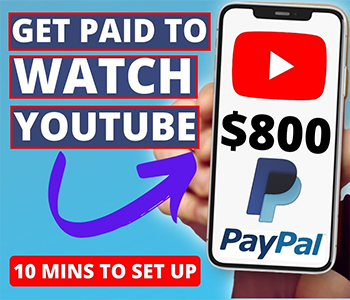 GET PAID TO
WATCH
YOUTUBE
$800
PayPal
10 MINS TO SET UP